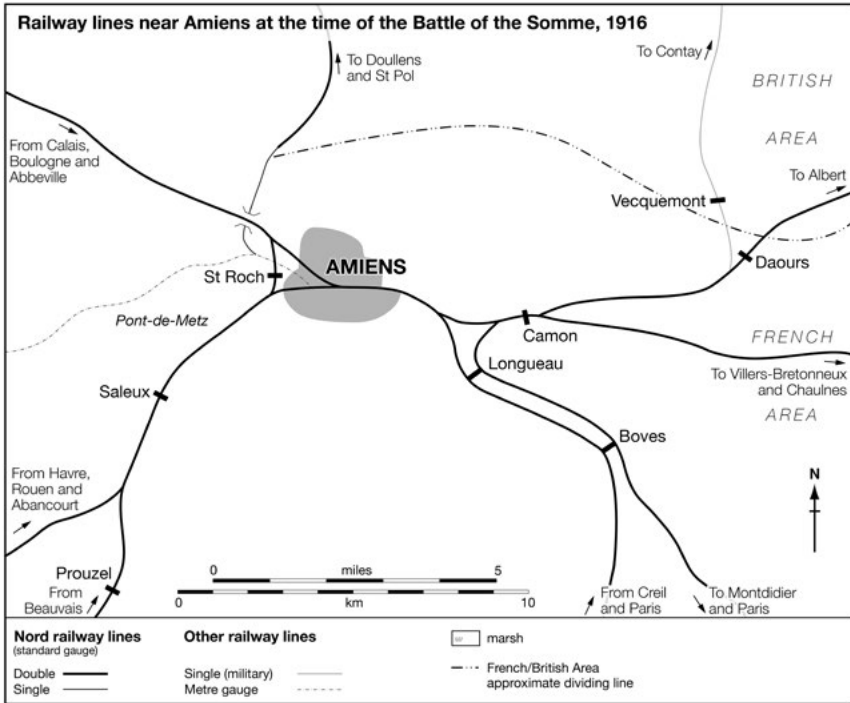 Railway lines near Amiens at the time of the Battle of the Somme, 1916
To Doullens
and St Pol
To Contay
BRITISH
AREA
From Calais,
Boulogne and
Abbeville
To Albert
Vecquemont
AMIENS
St Roch
Daours
Pont-de-Metz
Camon
FRENCH
Longueau
To Villers-Bretonneux
and Chaulnes
Saleux
AREA
Boves
From Havre,
Rouen and
Abancourt
N
0 miles 5
Prouzel
From
Beauvais
0 km 10
From Creil
and Paris
To Montdidier
and Paris
Nord railway lines
(standard gauge)
Double
Single
Other railway lines
Single (military)
Metre gauge
marsh
French/British Area
approximate dividing line